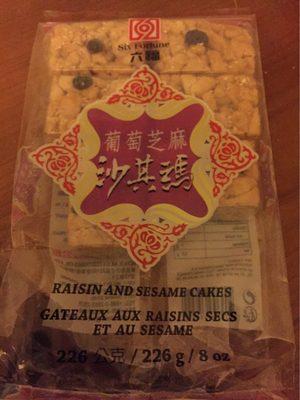 Six Fortune
六福
葡萄芝麻
沙其瑪
RAISIN AND SESAME CAKES
GATEAUX AUX RAISINS SECS
ET AU SESAME
226 公克 / 226 g / 8 oz